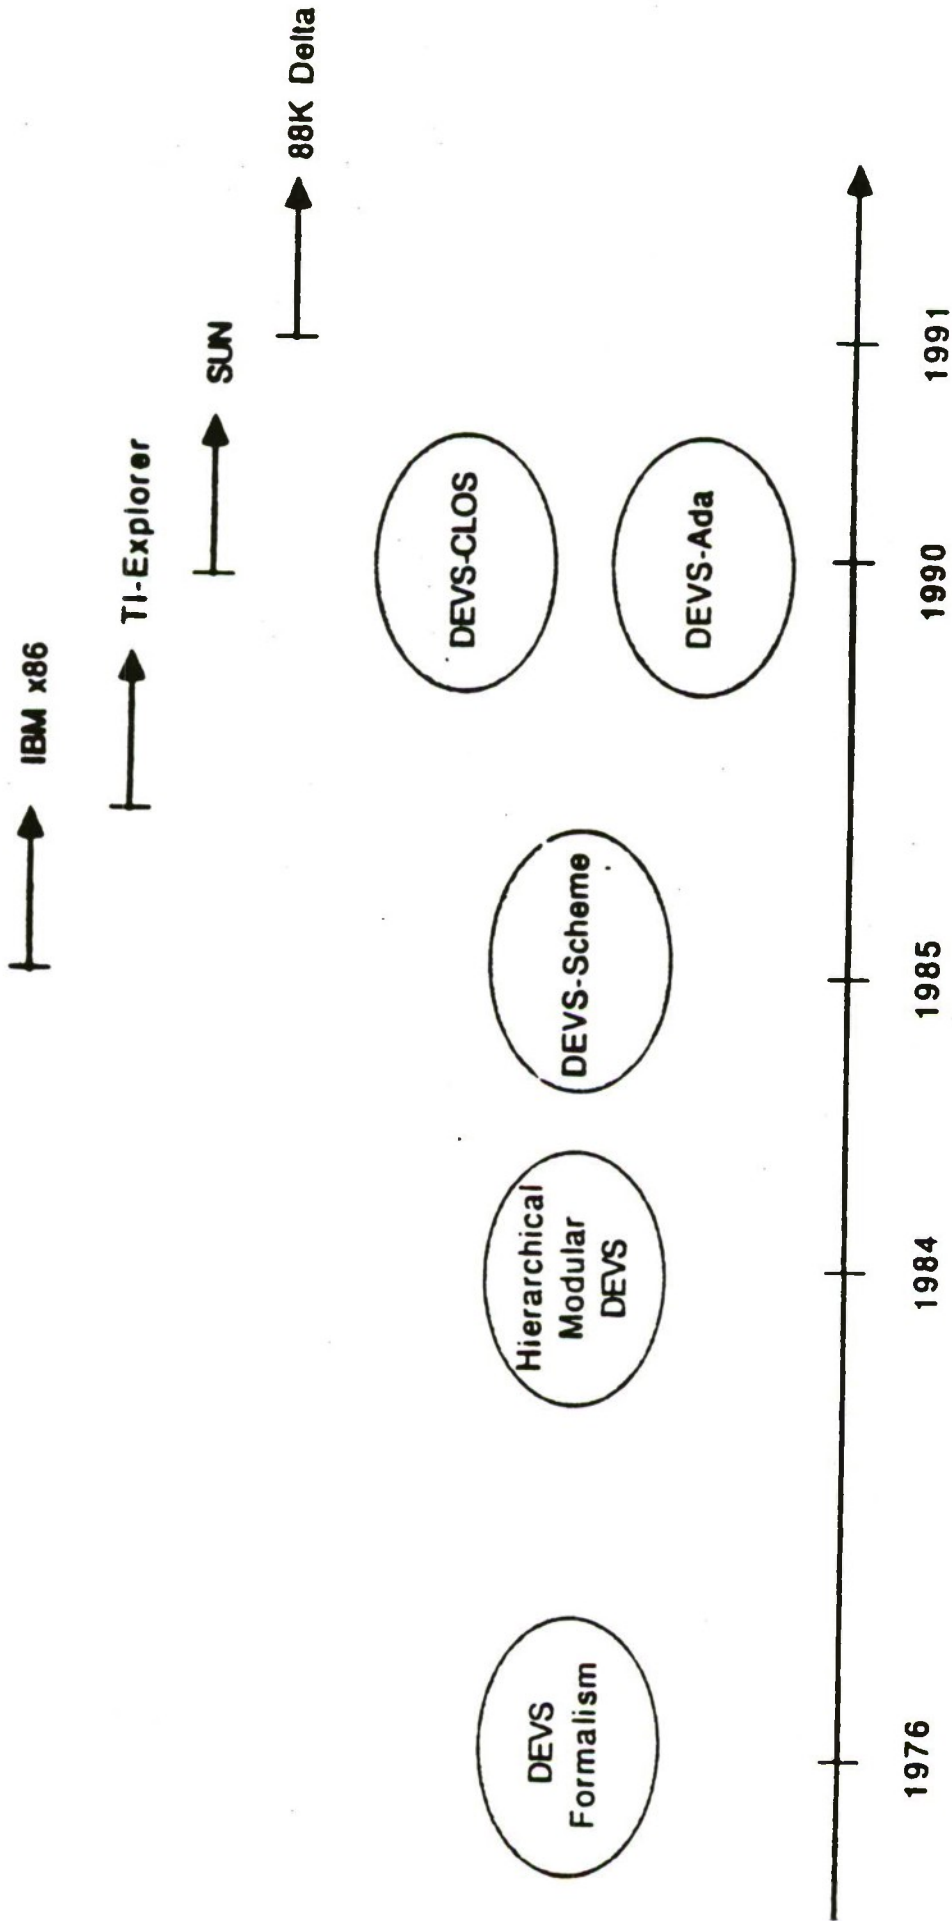 IBM x86
TI-Explorer
SUN
88K Delta
DEVS-CLOS
DEVS
Formalism
Hierarchical
Modular
DEVS
DEVS-Scheme
DEVS-Ada
1976
1984
1985
1990
1991